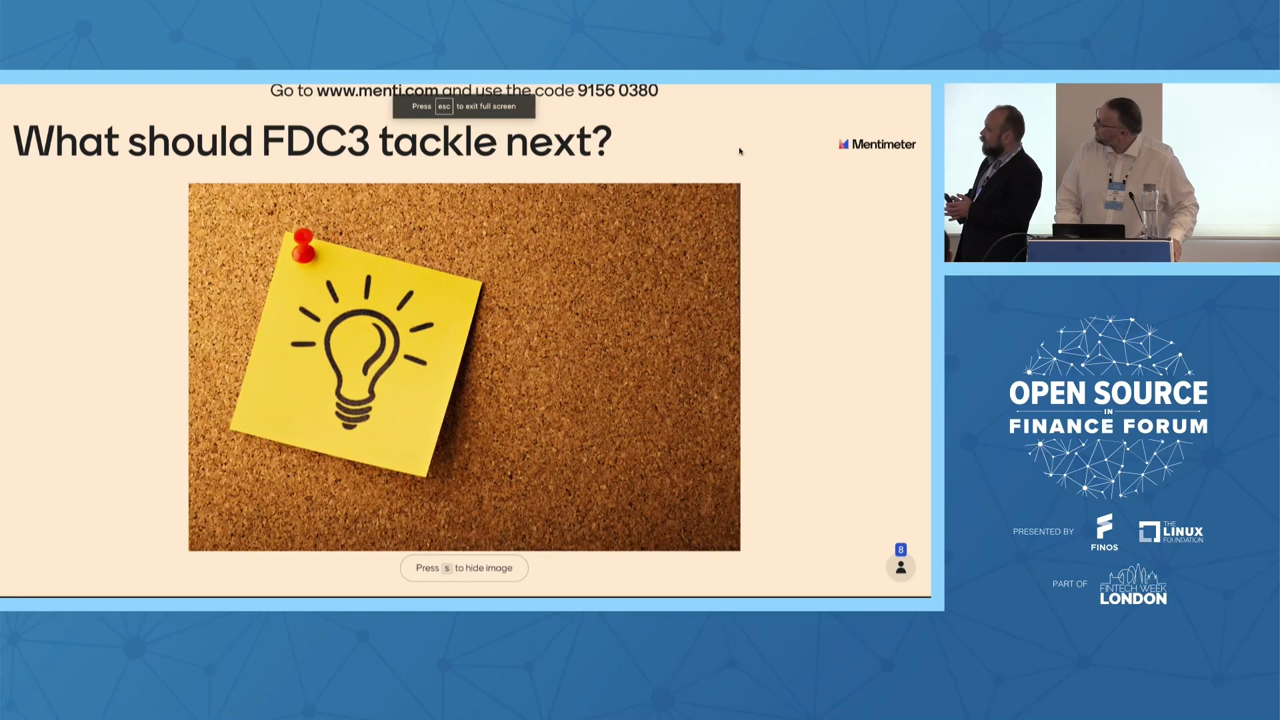 Go to www.menti.com and use the code 9156 0380
Press esc to exit full screen
What should FDC3 tackle next?
Mentimeter
Press s to hide image
8
OPEN SOURCE
IN
FINANCE FORUM
PRESENTED BY
FINOS
THE
LINUX
FOUNDATION
PART OF
FINTECH WEEK
LONDON